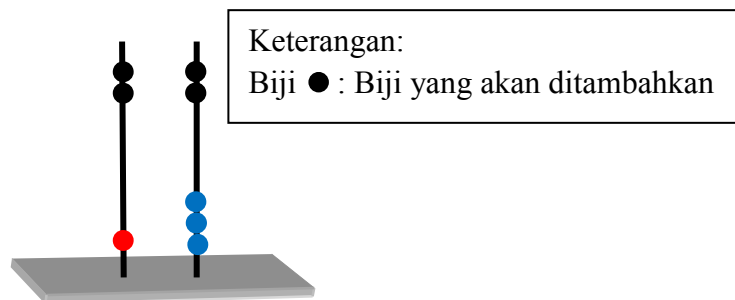 Keterangan:
Biji ● : Biji yang akan ditambahkan